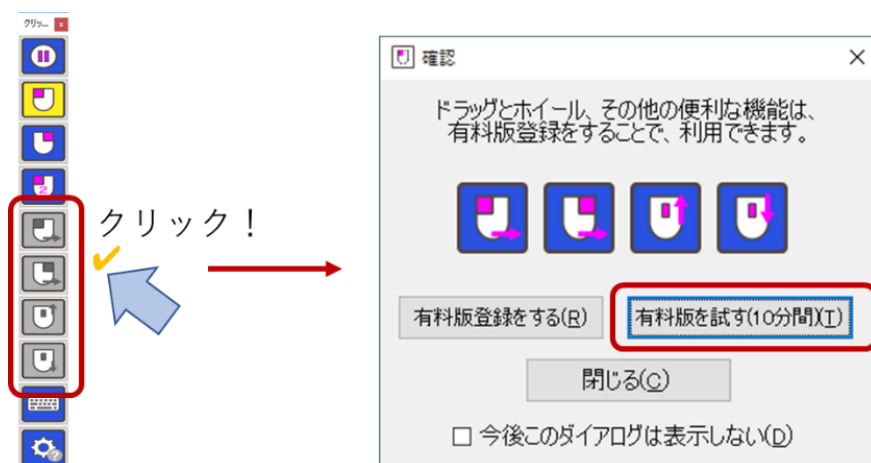 クリッ...
2
クリック！
確認
ドラッグとホイール、その他の便利な機能は、
有料版登録をすることで、利用できます。
有料版登録をする(R)
有料版を試す(10分間)(T)
閉じる(C)
今後このダイアログは表示しない(D)